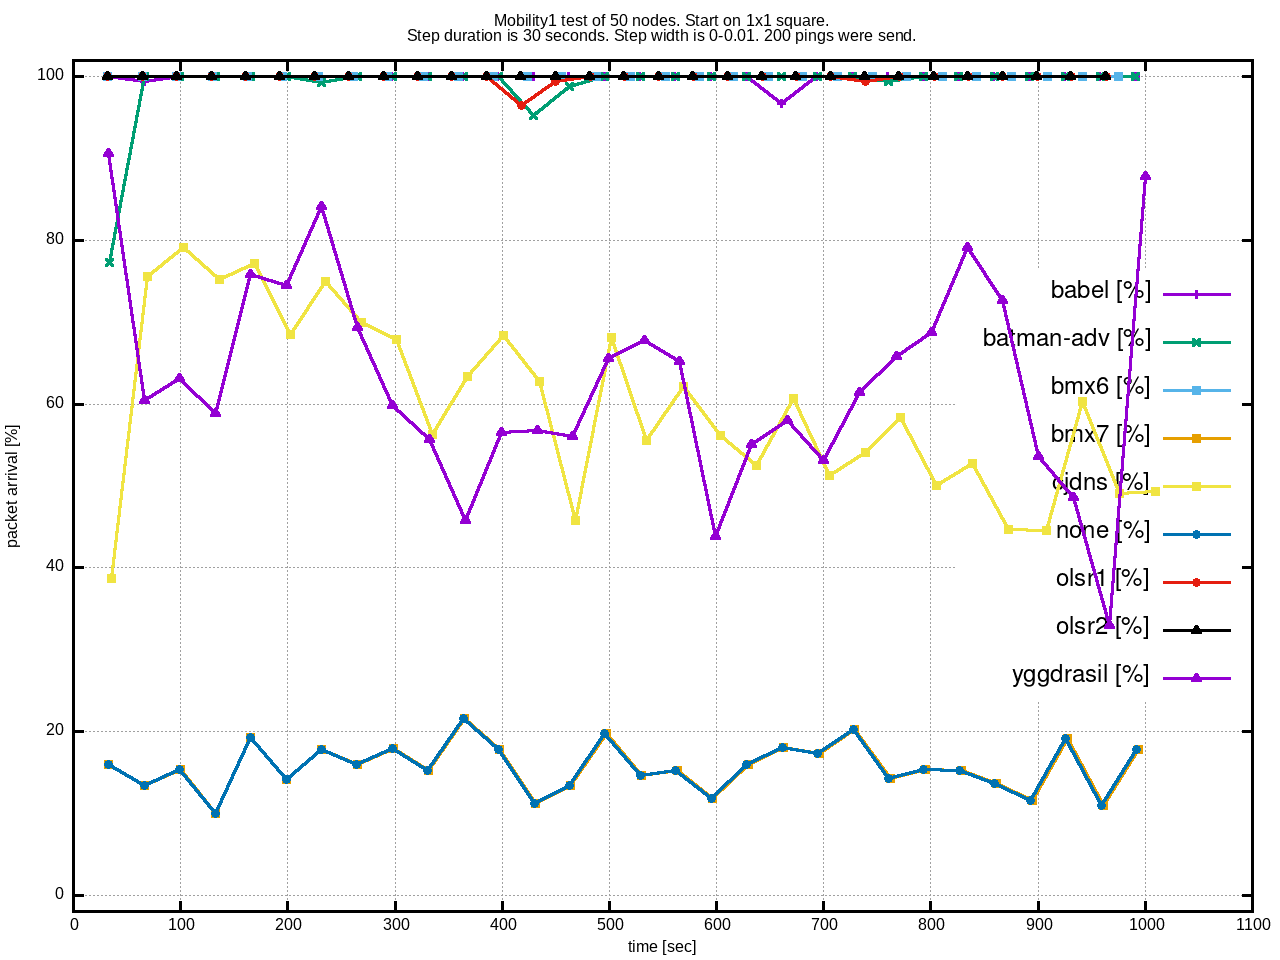 Mobility1 test of 50 nodes. Start on 1x1 square.
Step duration is 30 seconds. Step width is 0-0.01. 200 pings were send.
100
80
60
40
20
0
packet arrival [%]
babel [%]
batman-adv [%]
bmx6 [%]
bmx7 [%]
cjdns [%]
none [%]
olsr1 [%]
olsr2 [%]
yggdrasil [%]
0 100 200 300 400 500 600 700 800 900 1000 1100
time [sec]